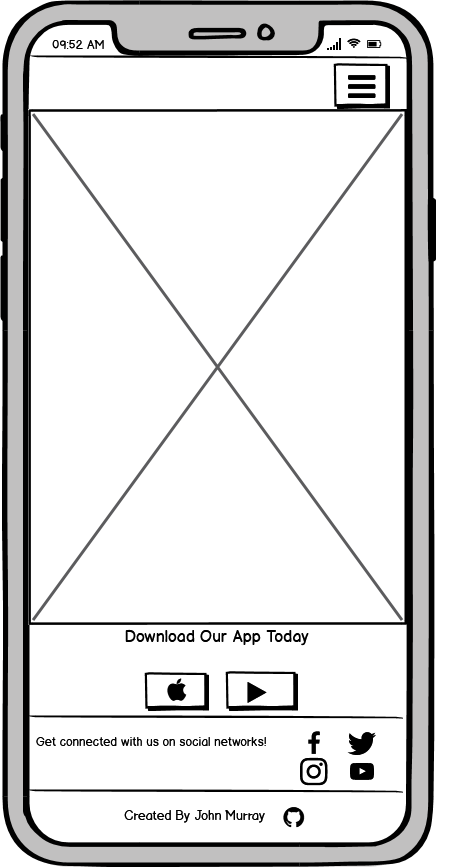 09:52 AM
Download Our App Today
Get connected with us on social networks!
Created By John Murray